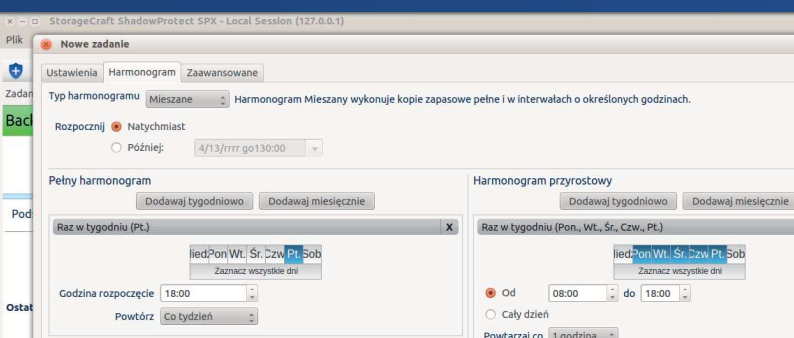 StorageCraft ShadowProtect SPX - Local Session (127.0.0.1)
Plik
Nowe zadanie
Ustawienia Harmonogram Zaawansowane
Zadan
Typ harmonogramu Mieszane Harmonogram Mieszany wykonuje kopie zapasowe pełne i w interwałach o określonych godzinach.
Back
Rozpocznij Natychmiast
Później: 4/13/rrrr go130:00
Pełny harmonogram
Dodawaj tygodniowo Dodawaj miesięcznie
Raz w tygodniu (Pt.) X
lied: Pon Wt. Śr. Czw Pt. Sob
Zaznacz wszystkie dni
Godzina rozpoczęcie 18:00
Powtórz Co tydzień
Harmonogram przyrostowy
Dodawaj tygodniowo Dodawaj miesięcznie
Raz w tygodniu (Pon., Wt., Śr., Czw., Pt.)
lied: Pon Wt. Śr. Czw Pt. Sob
Zaznacz wszystkie dni
Od 08:00 do 18:00
Cały dzień
Powtarzaj co 1 godzina
Pod
Ostat